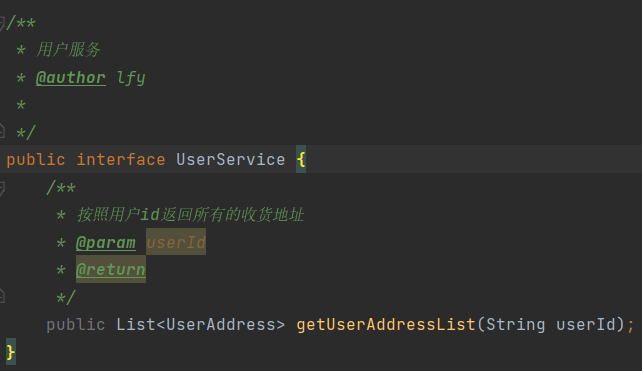 /**
 * 用户服务
 * @author lfy
 *
 */
public interface UserService {
    /**
     * 按照用户id返回所有的收货地址
     * @param userId
     * @return
     */
    public List<UserAddress> getUserAddressList(String userId);
}